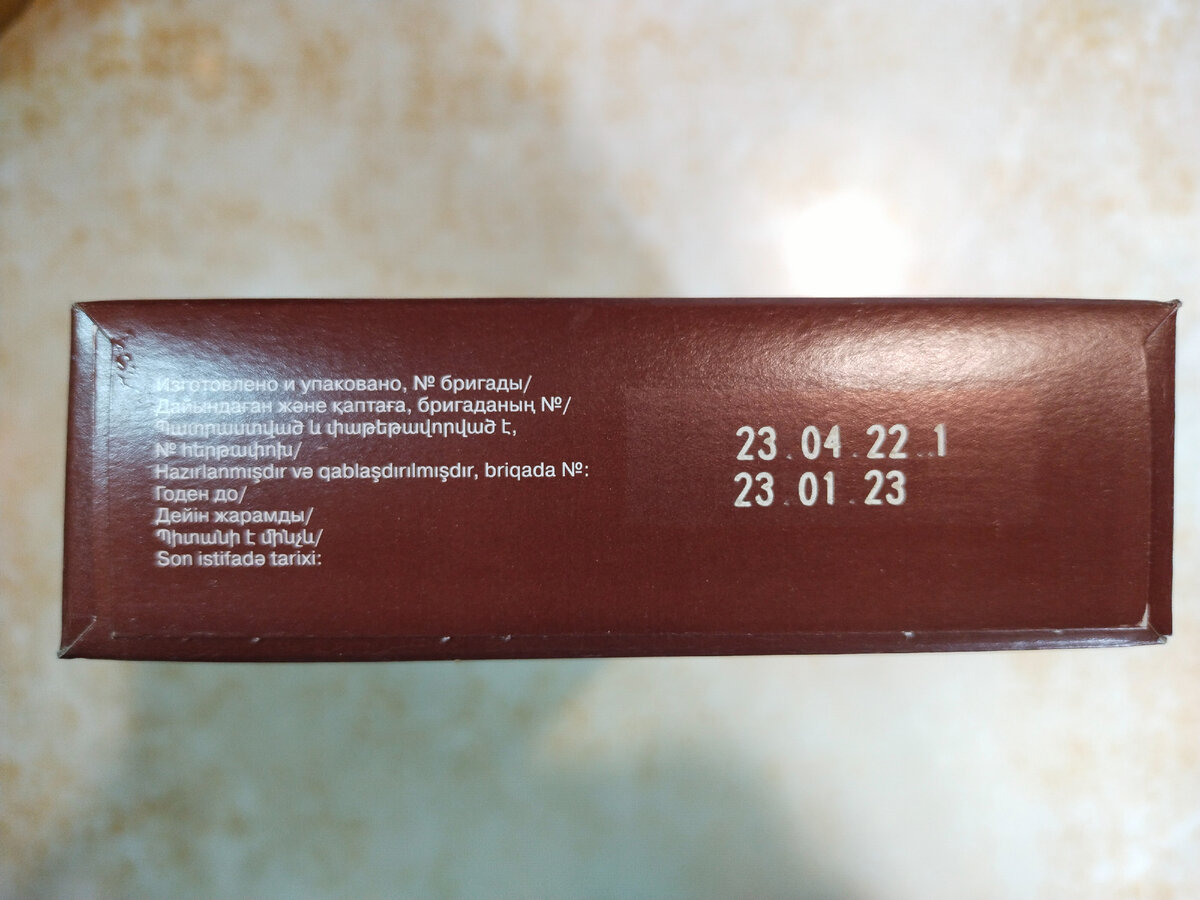 Изготовлено и упаковано, № бригады/
Дайындаған және қаптаға, бригаданың №/
Պատրաստված և փաթեթավորված է,
№ հերթափոխ/
Hazırlanmışdır və qablaşdırılmışdır, briqada №:
Годен до/
Дейін жарамды/
Պիտանի է մինչև/
Son istifadə tarixi:
23.04.22.1
23.01.23